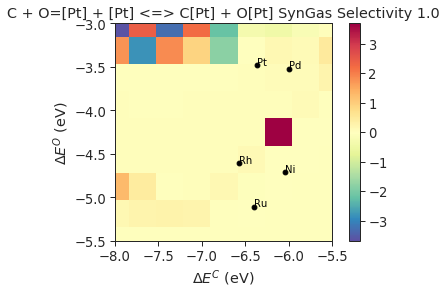 C + O=[Pt] + [Pt] <=> C[Pt] + O[Pt] SynGas Selectivity 1.0
−3.0
−3.5
−4.0
−4.5
−5.0
−5.5
ΔE^O (eV)
Pt
Pd
Rh
Ni
Ru
−8.0 −7.5 −7.0 −6.5 −6.0 −5.5
ΔE^C (eV)
3
2
1
0
−1
−2
−3